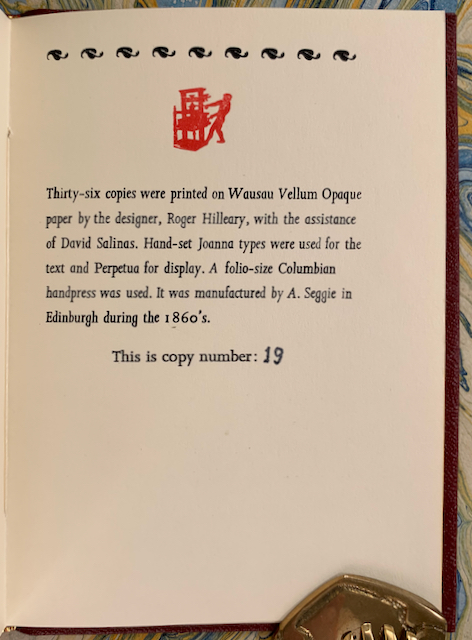 Thirty-six copies were printed on Wausau Vellum Opaque
paper by the designer, Roger Hilleary, with the assistance
of David Salinas. Hand-set Joanna types were used for the
text and Perpetua for display. A folio-size Columbian
handpress was used. It was manufactured by A. Seggie in
Edinburgh during the 1860's.
This is copy number: 19